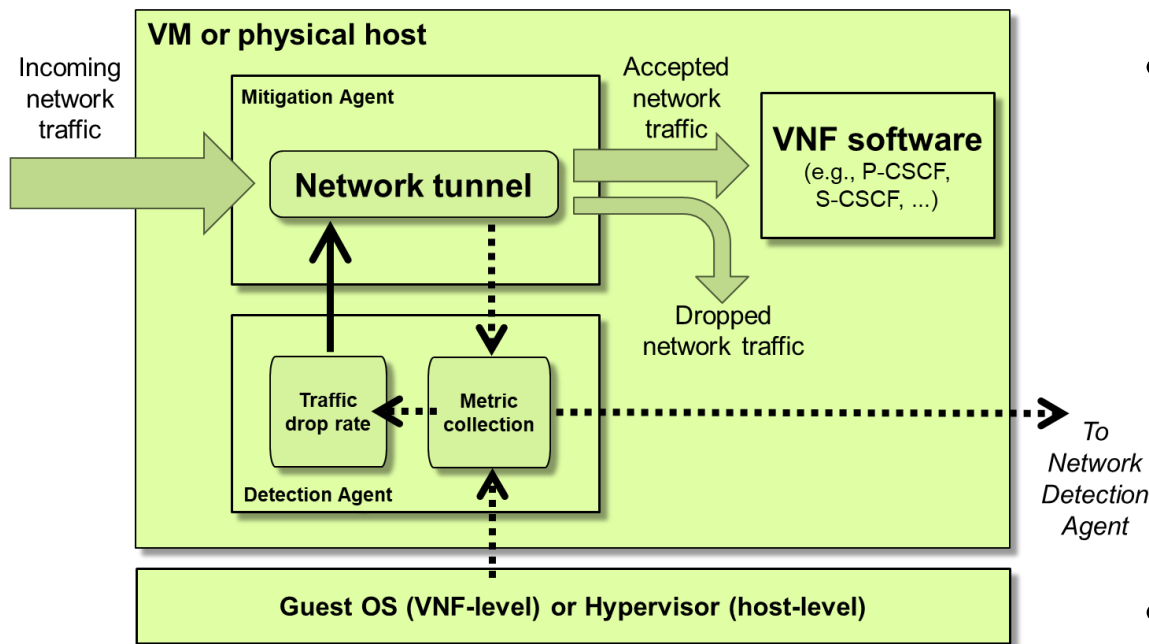 VM or physical host
Incoming
network
traffic
Mitigation Agent
Network tunnel
Accepted
network
traffic
VNF software
(e.g., P-CSCF,
S-CSCF, ...)
Dropped
network traffic
Traffic
drop rate
Metric
collection
Detection Agent
To
Network
Detection
Agent
Guest OS (VNF-level) or Hypervisor (host-level)